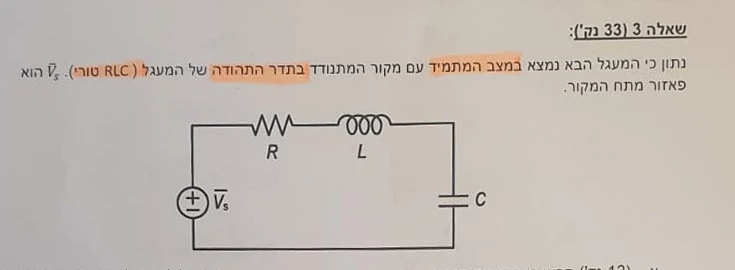 שאלה 3 (33 נק'):
נתון כי המעגל הבא נמצא במצב המתמיד עם מקור המתנודד בתדר התהודה של המעגל (RLC טורי). V̅s הוא
פאזור מתח המקור.
R
L
V̅s
C